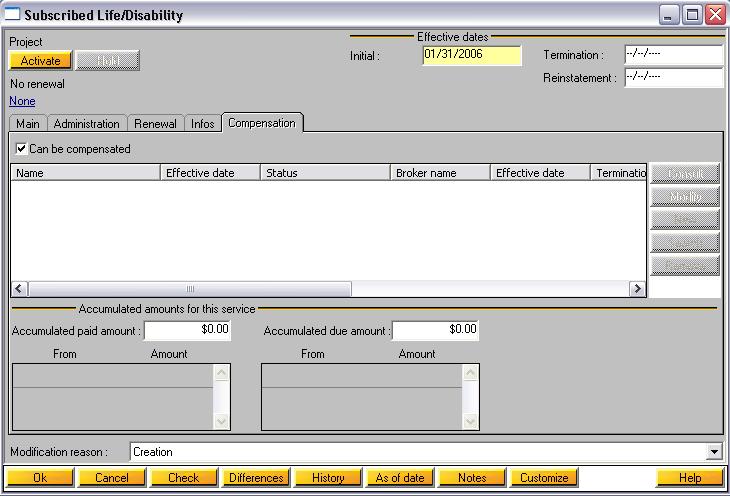 Subscribed Life/Disability
Project
Activate Hold
No renewal
None
Effective dates
Initial : 01/31/2006
Termination : --/--/----
Reinstatement : --/--/----
Main Administration Renewal Infos Compensation
Can be compensated
Name Effective date Status Broker name Effective date Terminatio
Consult
Modify
New
Remove
Accumulated amounts for this service
Accumulated paid amount : $0.00 Accumulated due amount : $0.00
From Amount From Amount
Modification reason : Creation
Ok Cancel Check Differences History As of date Notes Customize Help